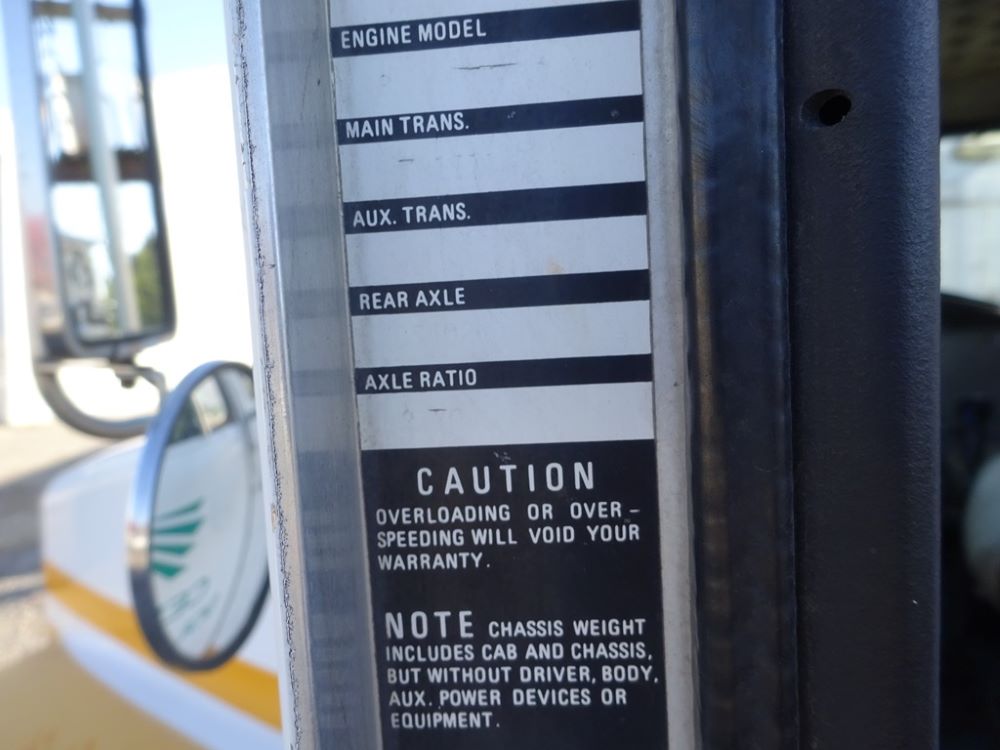 ENGINE MODEL
MAIN TRANS.
AUX. TRANS.
REAR AXLE
AXLE RATIO
CAUTION
OVERLOADING OR OVER-
SPEEDING WILL VOID YOUR
WARRANTY.
NOTE CHASSIS WEIGHT
INCLUDES CAB AND CHASSIS,
BUT WITHOUT DRIVER, BODY,
AUX. POWER DEVICES OR
EQUIPMENT.